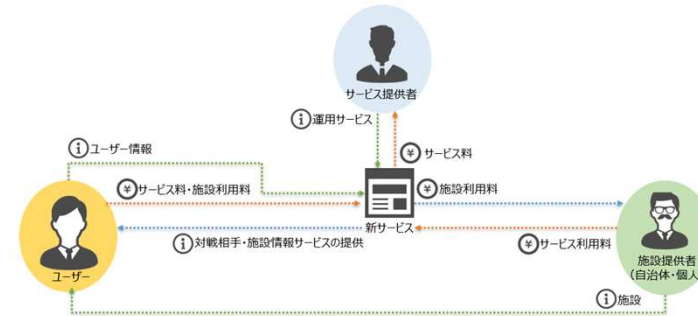 サービス提供者
i 運用サービス
i ユーザー情報
¥ サービス料
¥ サービス料・施設利用料
¥ 施設利用料
新サービス
i 対戦相手・施設情報サービスの提供
¥ サービス利用料
ユーザー
施設提供者
(自治体・個人
i 施設